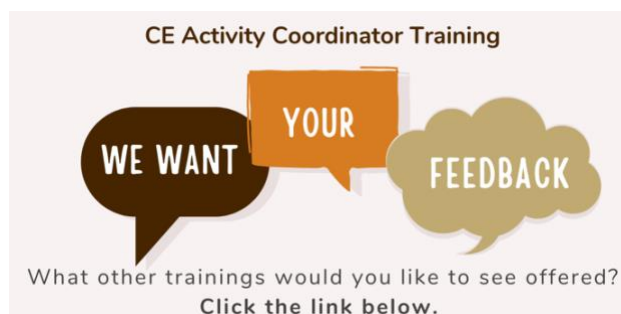 CE Activity Coordinator Training
WE WANT
YOUR
FEEDBACK
What other trainings would you like to see offered?
Click the link below.